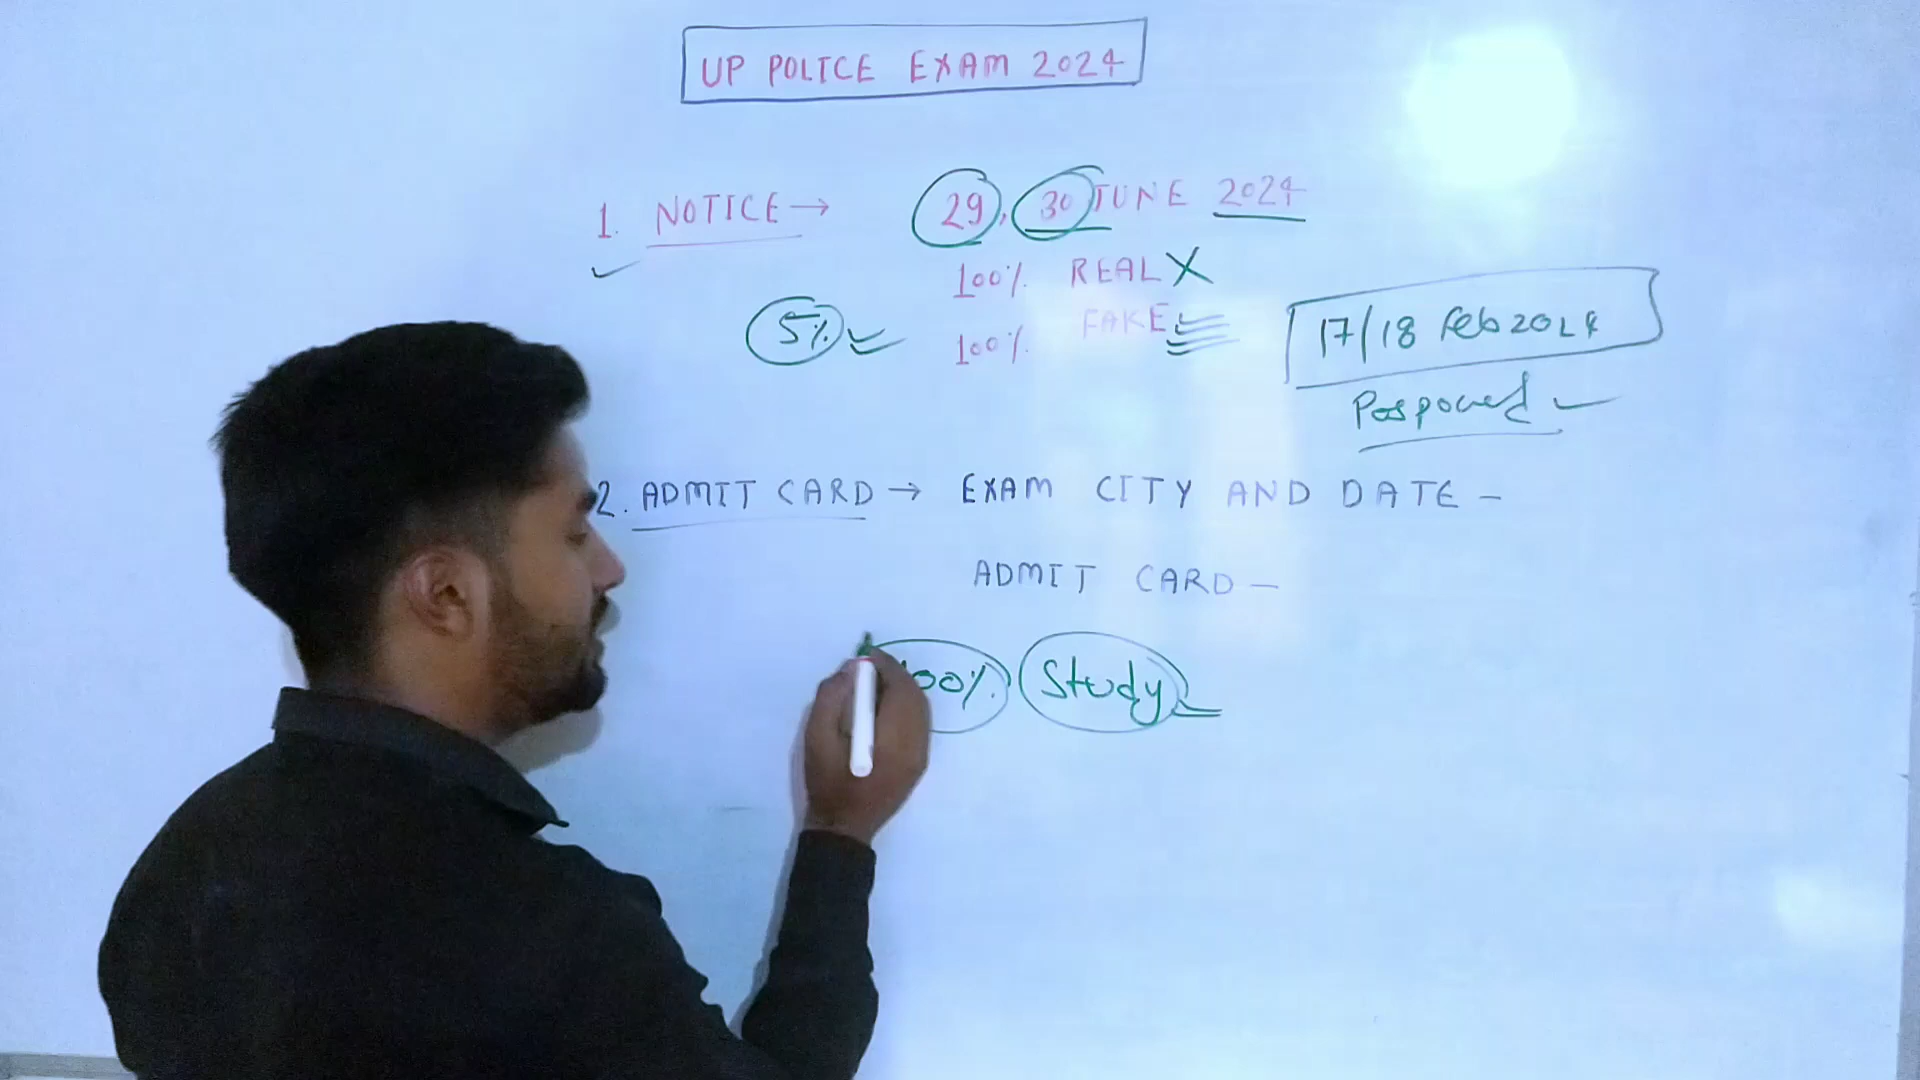 UP POLICE EXAM 2024
1. NOTICE → 29, 30 JUNE 2024
100% REAL X
5% 100% FAKE
17/18 Feb 2024
Posponed
2. ADMIT CARD → EXAM CITY AND DATE -
ADMIT CARD -
100% Study